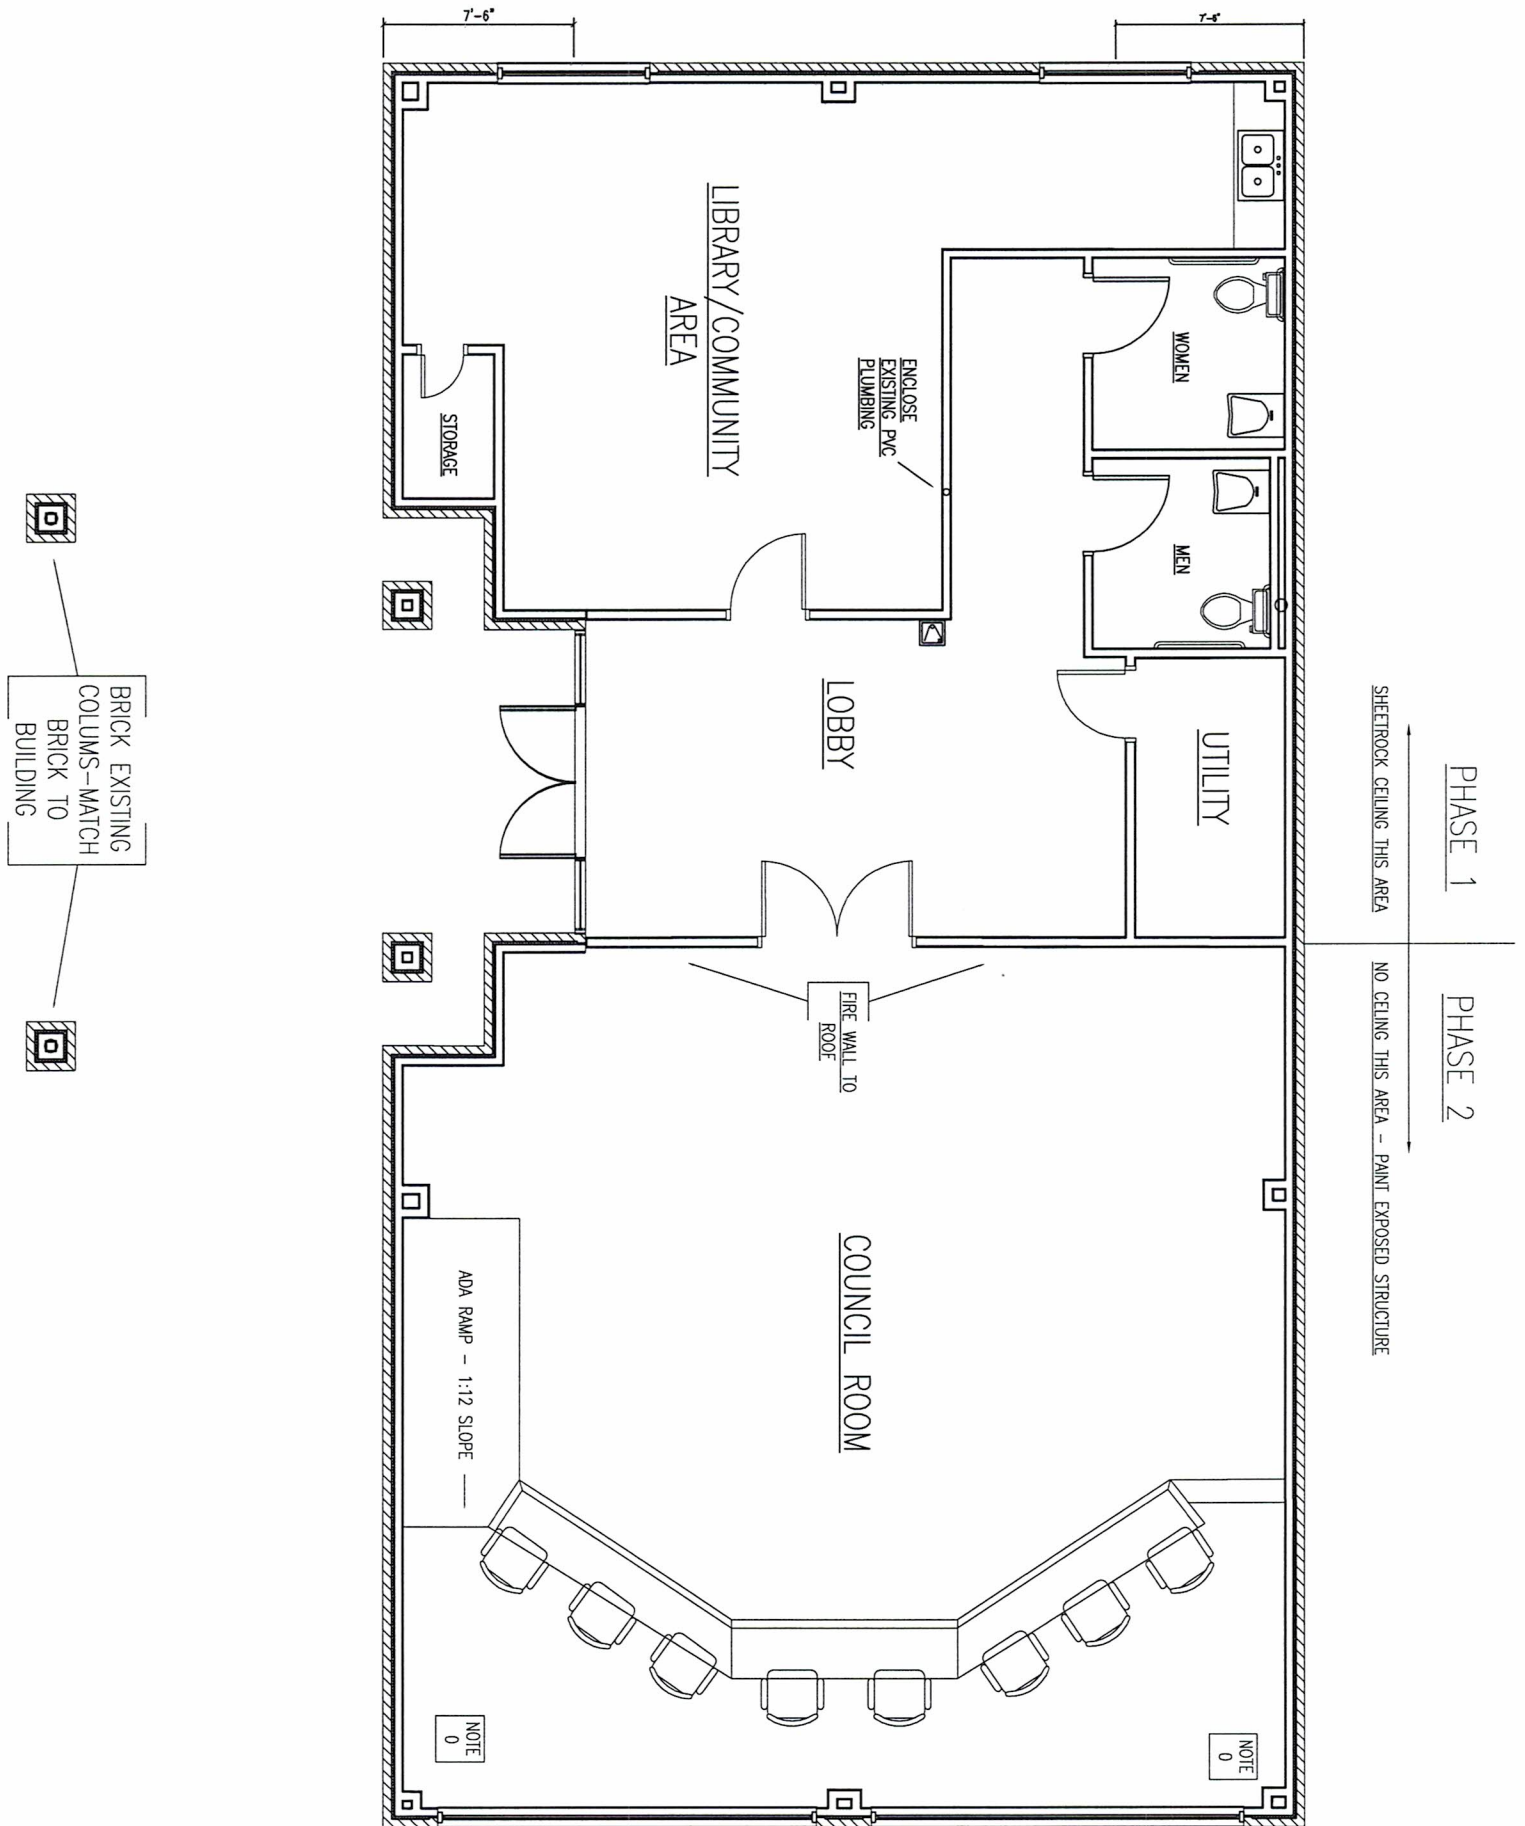 PHASE 1
PHASE 2
SHEETROCK CEILING THIS AREA
NO CELING THIS AREA - PAINT EXPOSED STRUCTURE
7'-6"
7'-6"
WOMEN
MEN
UTILITY
ENCLOSE
EXISTING PVC
PLUMBING
LIBRARY/COMMUNITY
AREA
STORAGE
LOBBY
FIRE WALL TO
ROOF
COUNCIL ROOM
ADA RAMP - 1:12 SLOPE
NOTE
0
NOTE
0
BRICK EXISTING
COLUMS-MATCH
BRICK TO
BUILDING